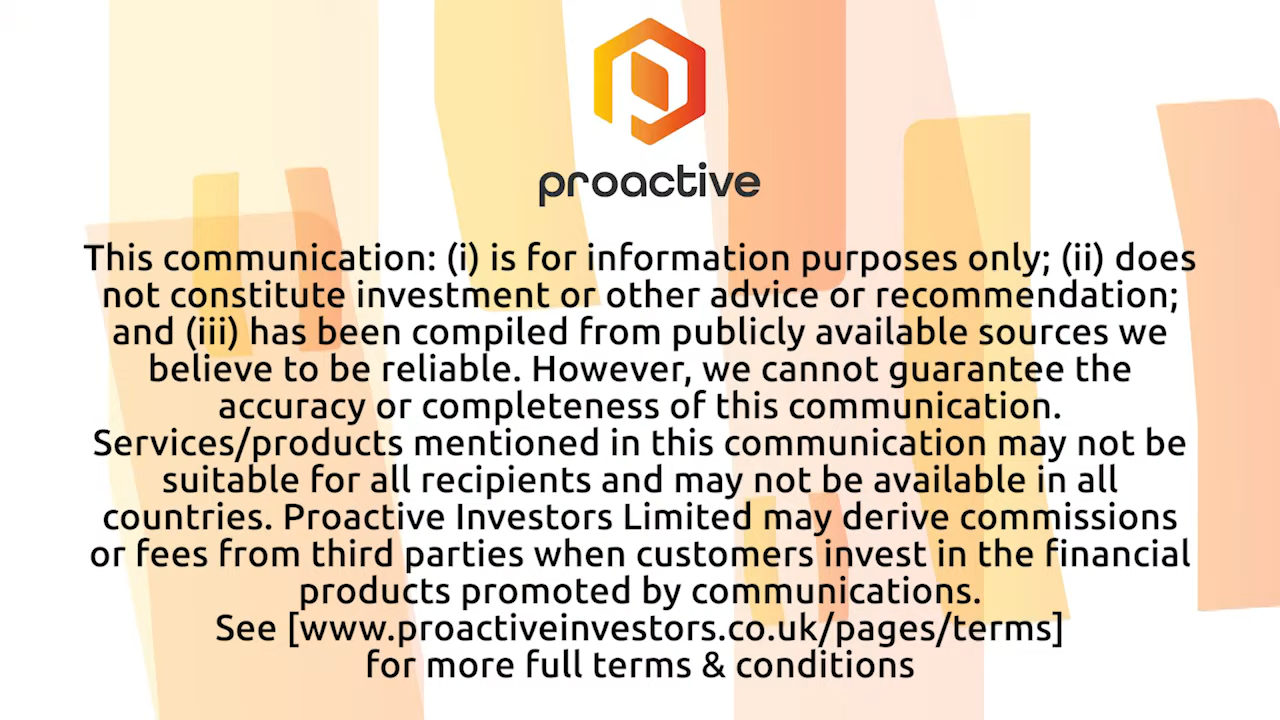 proactive
This communication: (i) is for information purposes only; (ii) does
not constitute investment or other advice or recommendation;
and (iii) has been compiled from publicly available sources we
believe to be reliable. However, we cannot guarantee the
accuracy or completeness of this communication.
Services/products mentioned in this communication may not be
suitable for all recipients and may not be available in all
countries. Proactive Investors Limited may derive commissions
or fees from third parties when customers invest in the financial
products promoted by communications.
See [www.proactiveinvestors.co.uk/pages/terms]
for more full terms & conditions